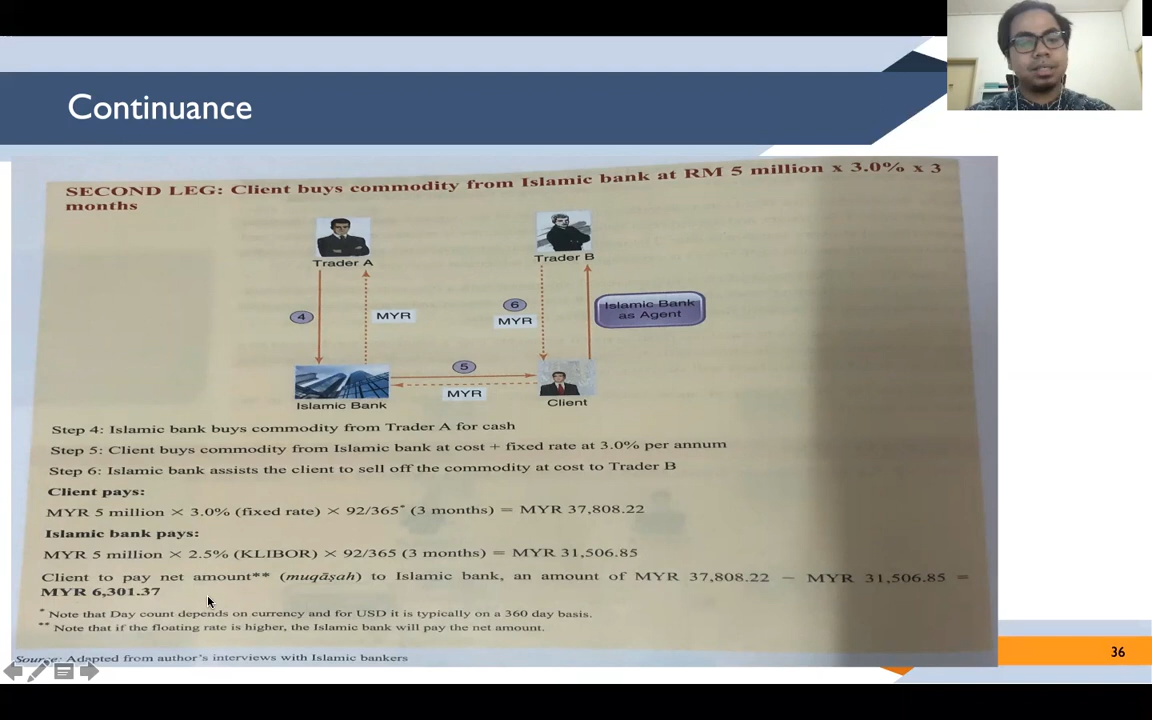 Continuance
SECOND LEG: Client buys commodity from Islamic bank at RM 5 million x 3.0% x 3
months
Trader A
Trader B
4
MYR
6
MYR
Islamic Bank
as Agent
5
MYR
Islamic Bank
Client
Step 4: Islamic bank buys commodity from Trader A for cash
Step 5: Client buys commodity from Islamic bank at cost + fixed rate at 3.0% per annum
Step 6: Islamic bank assists the client to sell off the commodity at cost to Trader B
Client pays:
MYR 5 million × 3.0% (fixed rate) × 92/365* (3 months) = MYR 37,808.22
Islamic bank pays:
MYR 5 million × 2.5% (KLIBOR) × 92/365 (3 months) = MYR 31,506.85
Client to pay net amount** (muqāṣah) to Islamic bank, an amount of MYR 37,808.22 − MYR 31,506.85 =
MYR 6,301.37
* Note that Day count depends on currency and for USD it is typically on a 360 day basis.
** Note that if the floating rate is higher, the Islamic bank will pay the net amount.
Source: Adapted from author's interviews with Islamic bankers
36